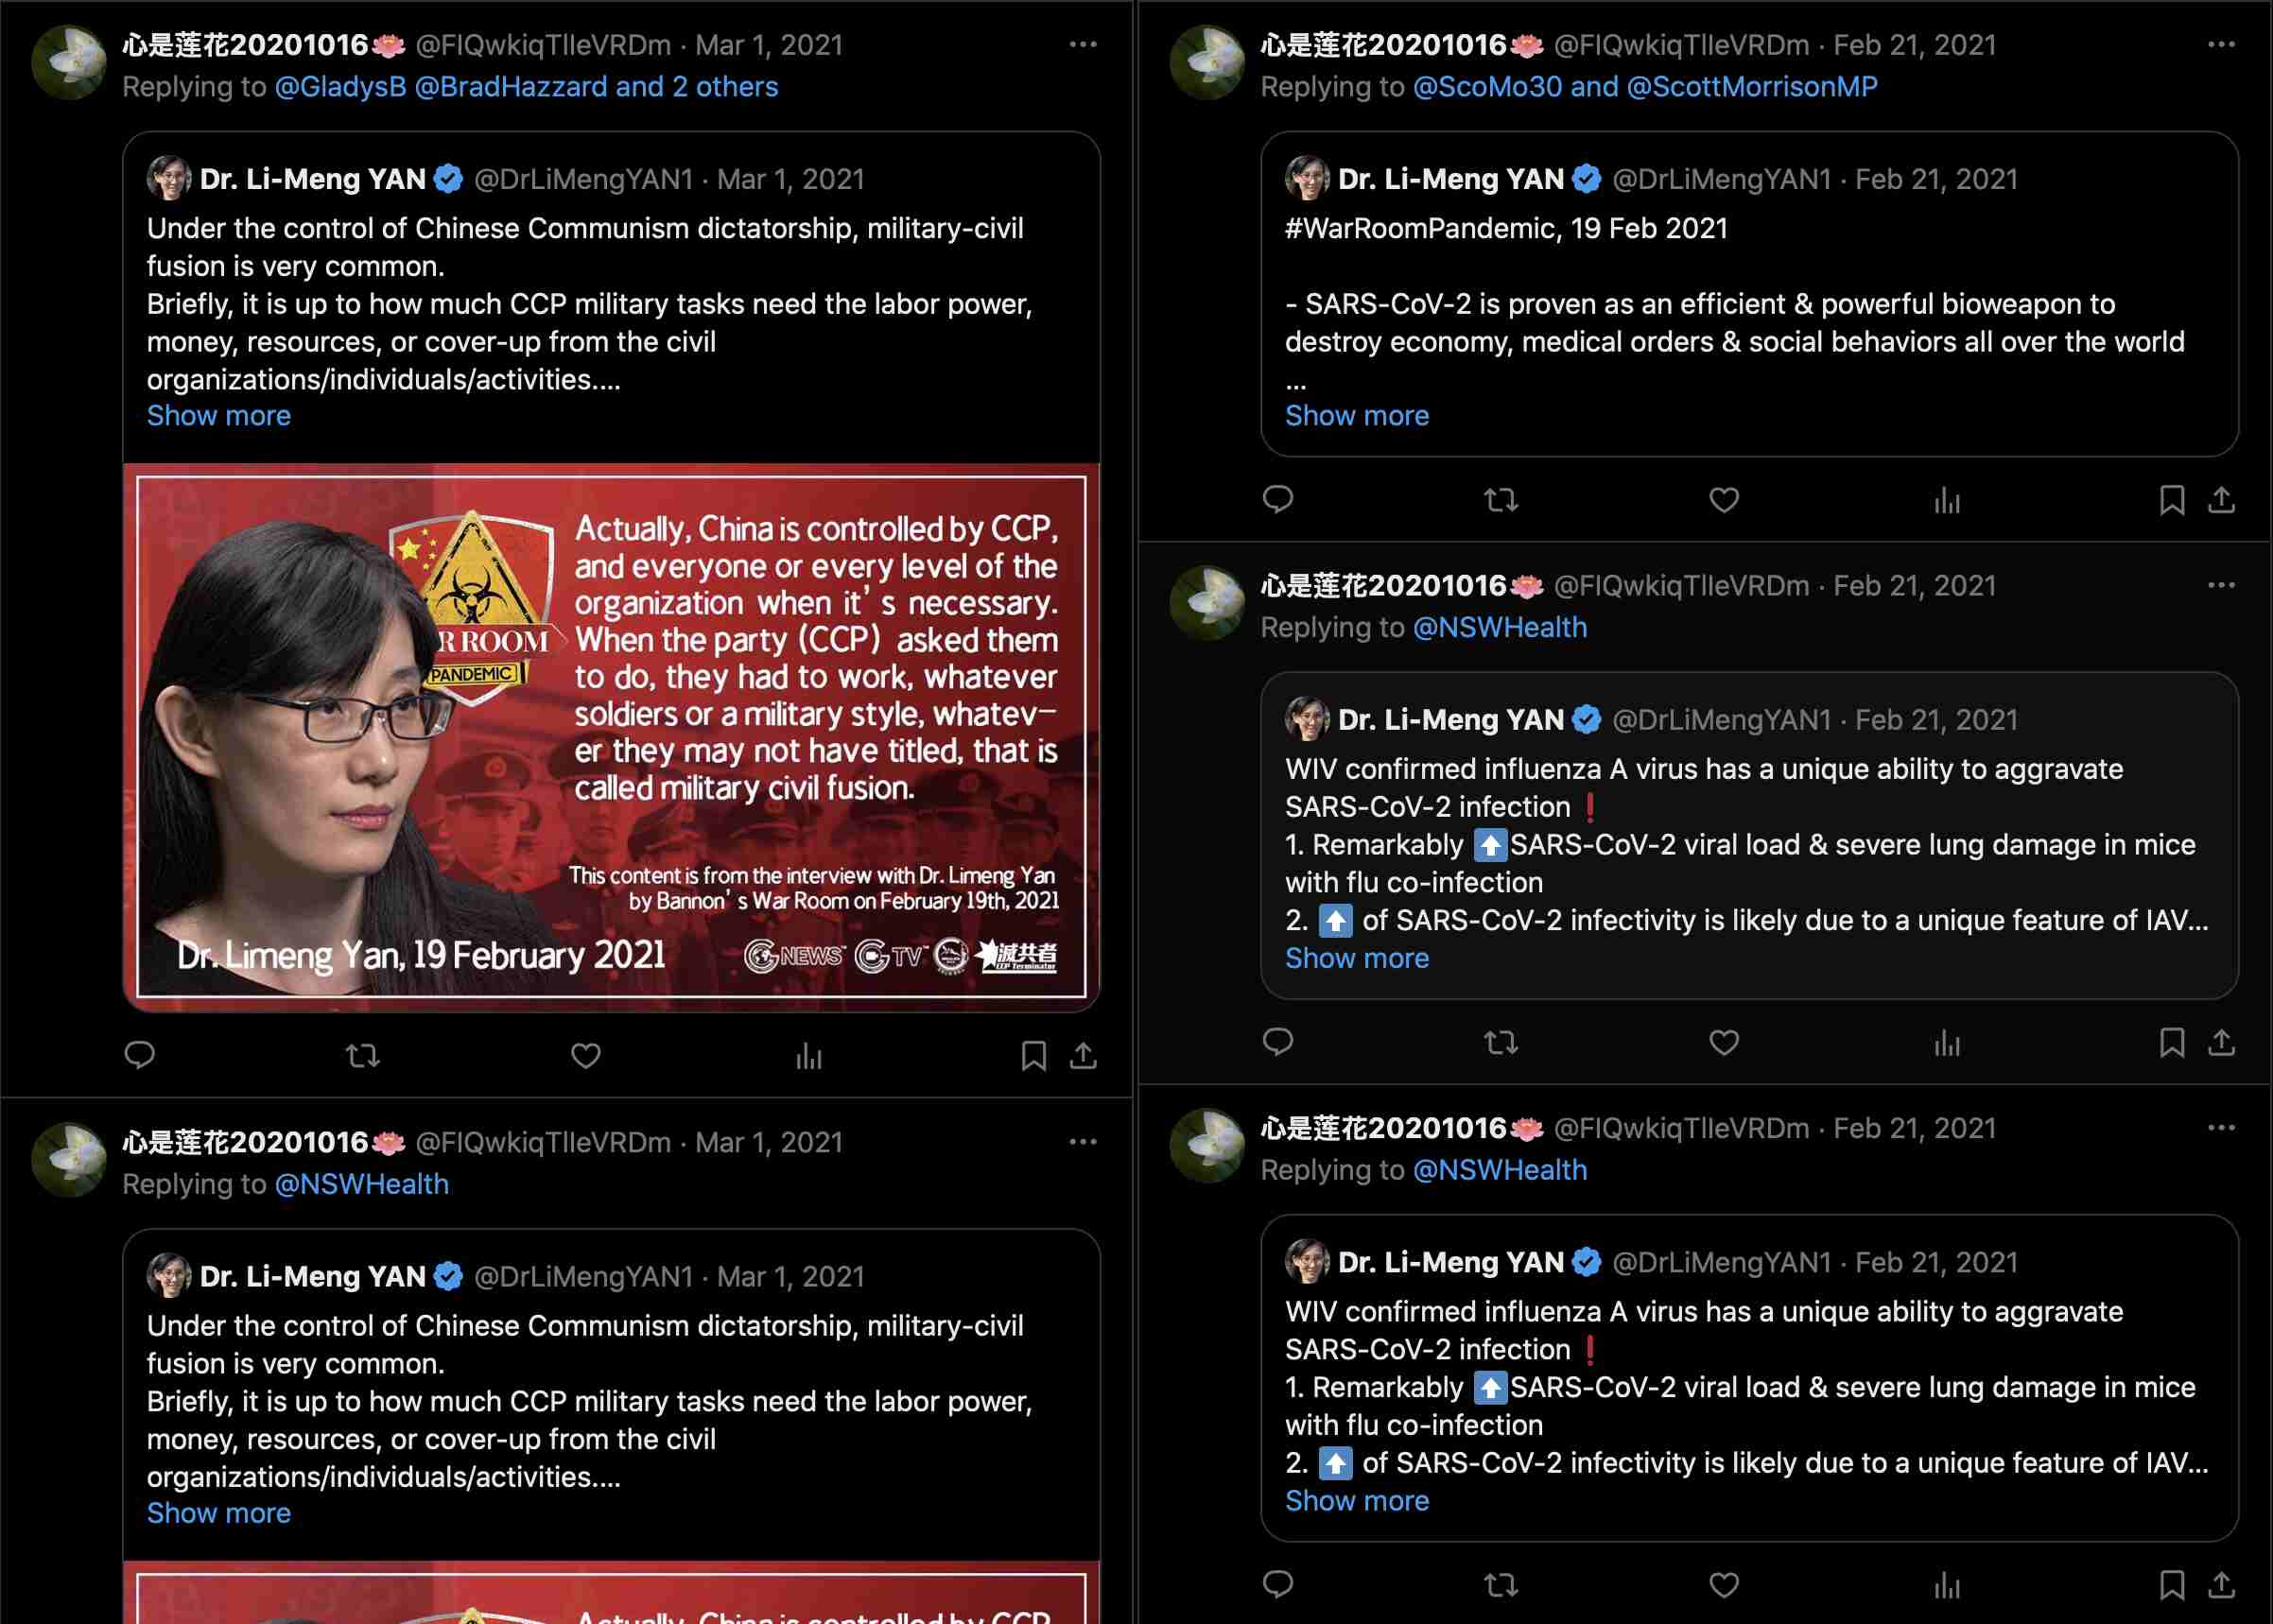 心是莲花20201016🪷 @FIQwkiqTlIeVRDm · Mar 1, 2021
Replying to @GladysB @BradHazzard and 2 others
Dr. Li-Meng YAN @DrLiMengYAN1 · Mar 1, 2021
Under the control of Chinese Communism dictatorship, military-civil
fusion is very common.
Briefly, it is up to how much CCP military tasks need the labor power,
money, resources, or cover-up from the civil
organizations/individuals/activities....
Show more
R ROOM
PANDEMIC
Actually, China is controlled by CCP,
and everyone or every level of the
organization when it's necessary.
When the party (CCP) asked them
to do, they had to work, whatever
soldiers or a military style, whatev-
er they may not have titled, that is
called military civil fusion.
This content is from the interview with Dr. Limeng Yan
by Bannon's War Room on February 19th, 2021
Dr. Limeng Yan, 19 February 2021
GNEWS GTV 滅共者
CCP Terminator
心是莲花20201016🪷 @FIQwkiqTlIeVRDm · Mar 1, 2021
Replying to @NSWHealth
Dr. Li-Meng YAN @DrLiMengYAN1 · Mar 1, 2021
Under the control of Chinese Communism dictatorship, military-civil
fusion is very common.
Briefly, it is up to how much CCP military tasks need the labor power,
money, resources, or cover-up from the civil
organizations/individuals/activities....
Show more
Actually, China is controlled by CCP,
心是莲花20201016🪷 @FIQwkiqTlIeVRDm · Feb 21, 2021
Replying to @ScoMo30 and @ScottMorrisonMP
Dr. Li-Meng YAN @DrLiMengYAN1 · Feb 21, 2021
#WarRoomPandemic, 19 Feb 2021
- SARS-CoV-2 is proven as an efficient & powerful bioweapon to
destroy economy, medical orders & social behaviors all over the world
...
Show more
心是莲花20201016🪷 @FIQwkiqTlIeVRDm · Feb 21, 2021
Replying to @NSWHealth
Dr. Li-Meng YAN @DrLiMengYAN1 · Feb 21, 2021
WIV confirmed influenza A virus has a unique ability to aggravate
SARS-CoV-2 infection❗
1. Remarkably ⬆️SARS-CoV-2 viral load & severe lung damage in mice
with flu co-infection
2. ⬆️ of SARS-CoV-2 infectivity is likely due to a unique feature of IAV...
Show more
心是莲花20201016🪷 @FIQwkiqTlIeVRDm · Feb 21, 2021
Replying to @NSWHealth
Dr. Li-Meng YAN @DrLiMengYAN1 · Feb 21, 2021
WIV confirmed influenza A virus has a unique ability to aggravate
SARS-CoV-2 infection❗
1. Remarkably ⬆️SARS-CoV-2 viral load & severe lung damage in mice
with flu co-infection
2. ⬆️ of SARS-CoV-2 infectivity is likely due to a unique feature of IAV...
Show more